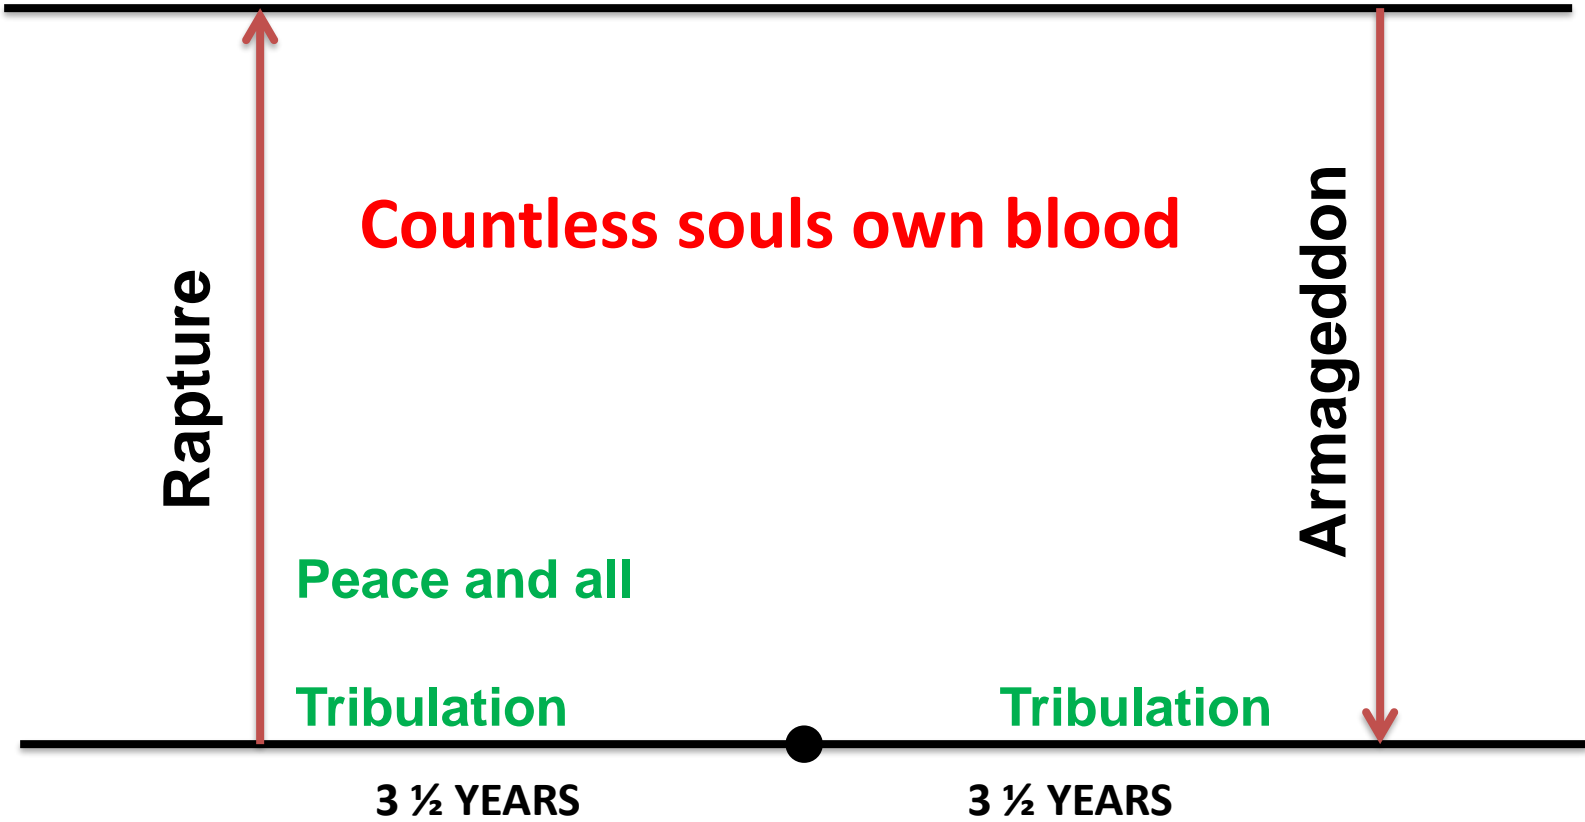 Countless souls own blood
Rapture
Armageddon
Peace and all
Tribulation
Tribulation
3 ½ YEARS
3 ½ YEARS